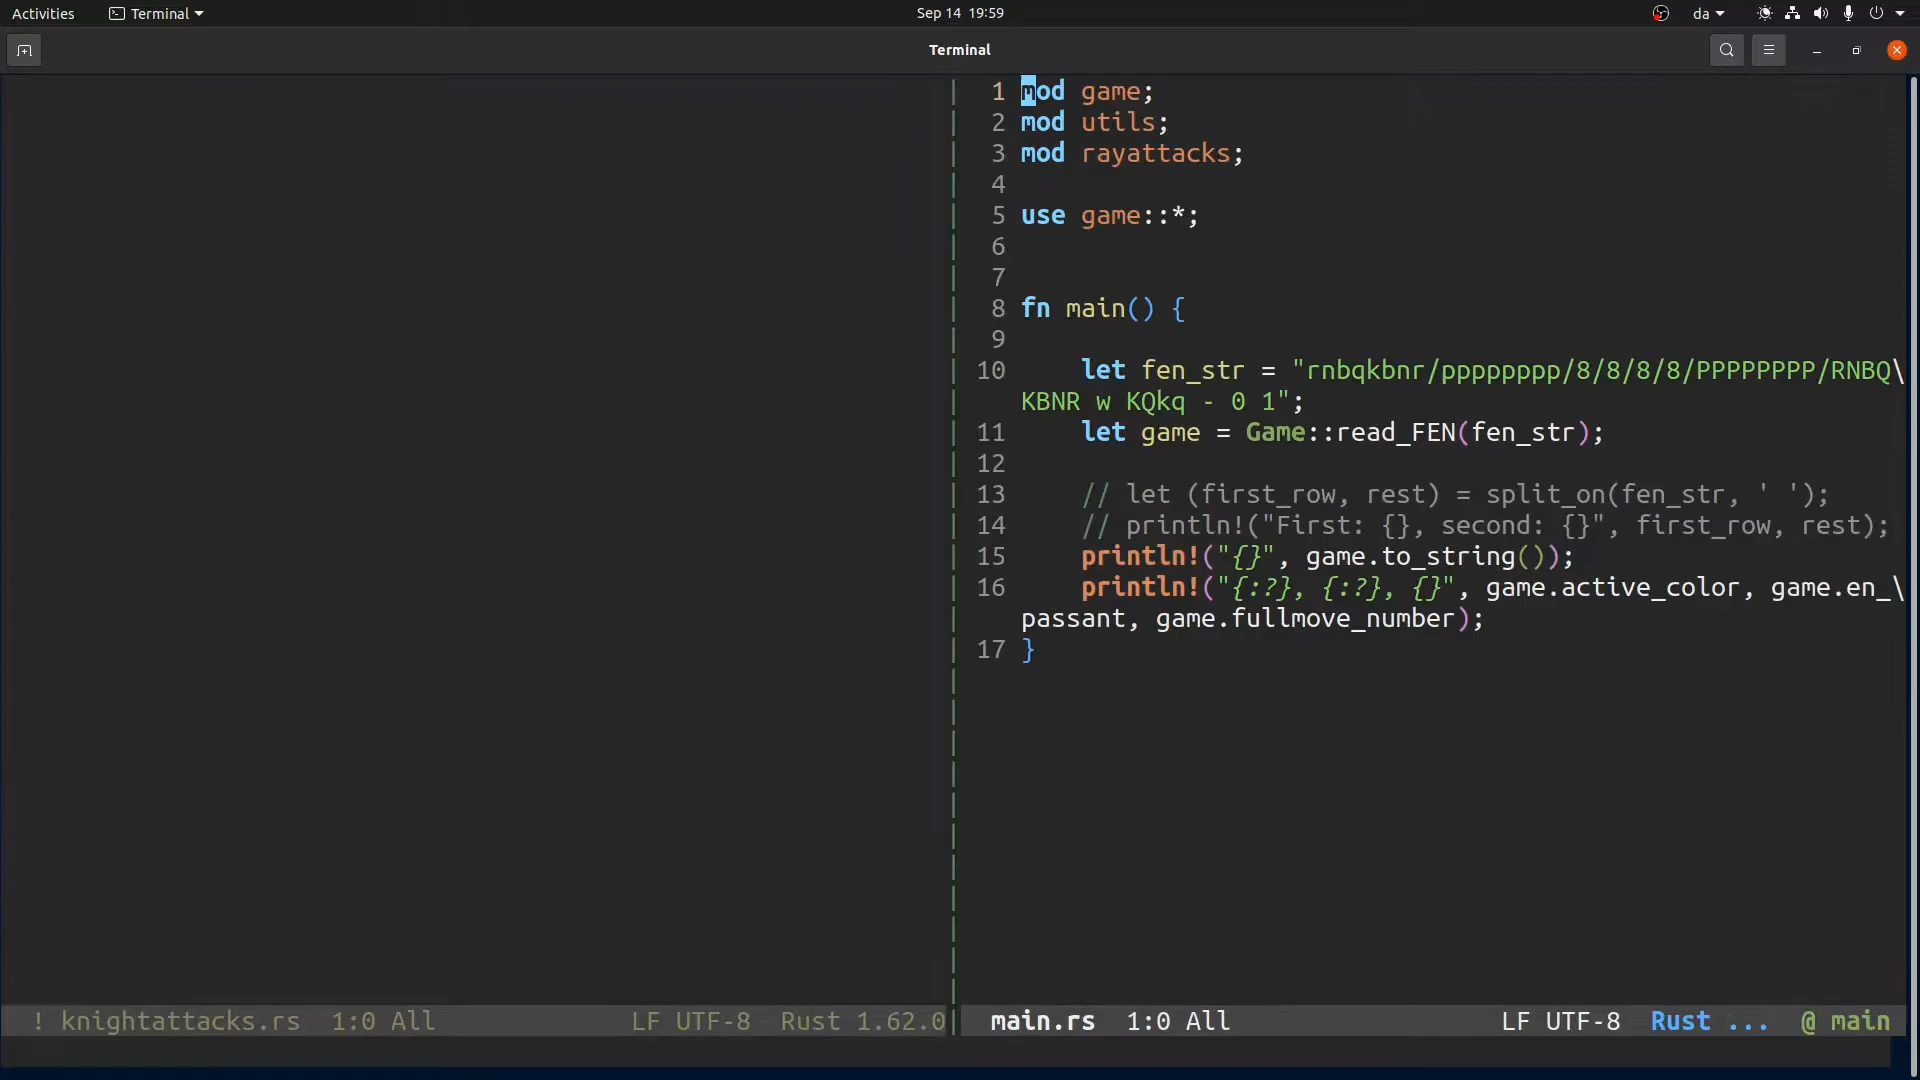 Activities Terminal Sep 14 19:59 da
Terminal
1 mod game;
2 mod utils;
3 mod rayattacks;
4
5 use game::*;
6
7
8 fn main() {
9
10     let fen_str = "rnbqkbnr/pppppppp/8/8/8/8/PPPPPPPP/RNBQ\
KBNR w KQkq - 0 1";
11     let game = Game::read_FEN(fen_str);
12
13     // let (first_row, rest) = split_on(fen_str, ' ');
14     // println!("First: {}, second: {}", first_row, rest);
15     println!("{}", game.to_string());
16     println!("{:?}, {:?}, {}", game.active_color, game.en_\
passant, game.fullmove_number);
17 }
! knightattacks.rs 1:0 All LF UTF-8 Rust 1.62.0
main.rs 1:0 All LF UTF-8 Rust ... @ main